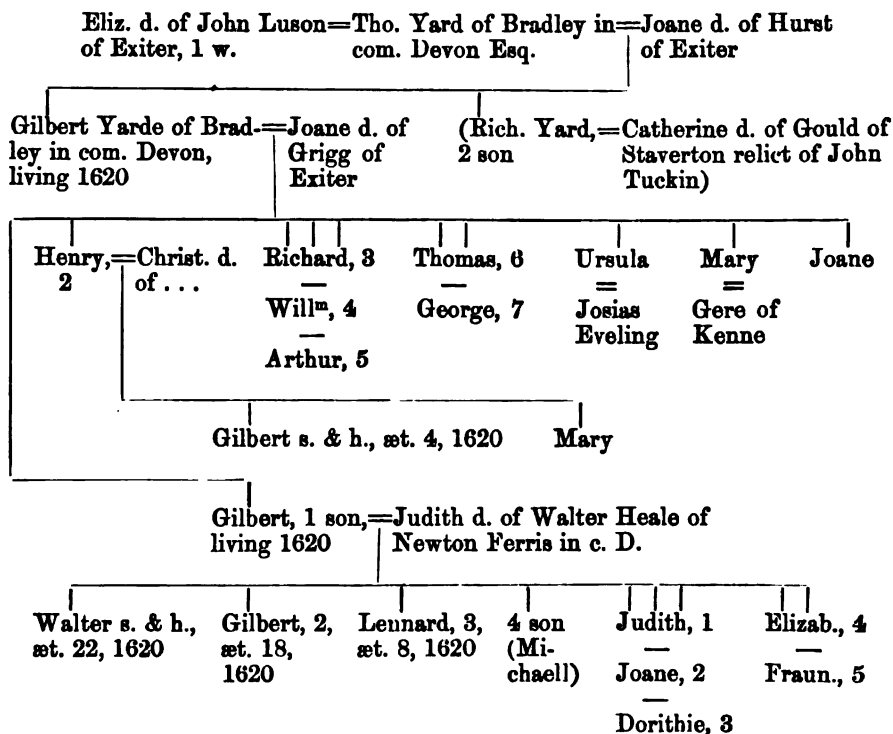 Eliz. d. of John Luson=Tho. Yard of Bradley in=Joane d. of Hurst
of Exiter, 1 w. com. Devon Esq. of Exiter
Gilbert Yarde of Brad-=Joane d. of (Rich. Yard,=Catherine d. of Gould of
ley in com. Devon, Grigg of 2 son Staverton relict of John
living 1620 Exiter Tuckin)
Henry,=Christ. d. Richard, 3 Thomas, 6 Ursula Mary Joane
2 of ... — — = =
Willᵐ, 4 George, 7 Josias Gere of
— Eveling Kenne
Arthur, 5
Gilbert s. & h., æt. 4, 1620 Mary
Gilbert, 1 son,=Judith d. of Walter Heale of
living 1620 Newton Ferris in c. D.
Walter s. & h., Gilbert, 2, Lennard, 3, 4 son Judith, 1 Elizab., 4
æt. 22, 1620 æt. 18, æt. 8, 1620 (Mi- — —
1620 chaell) Joane, 2 Fraun., 5
—
Dorithie, 3